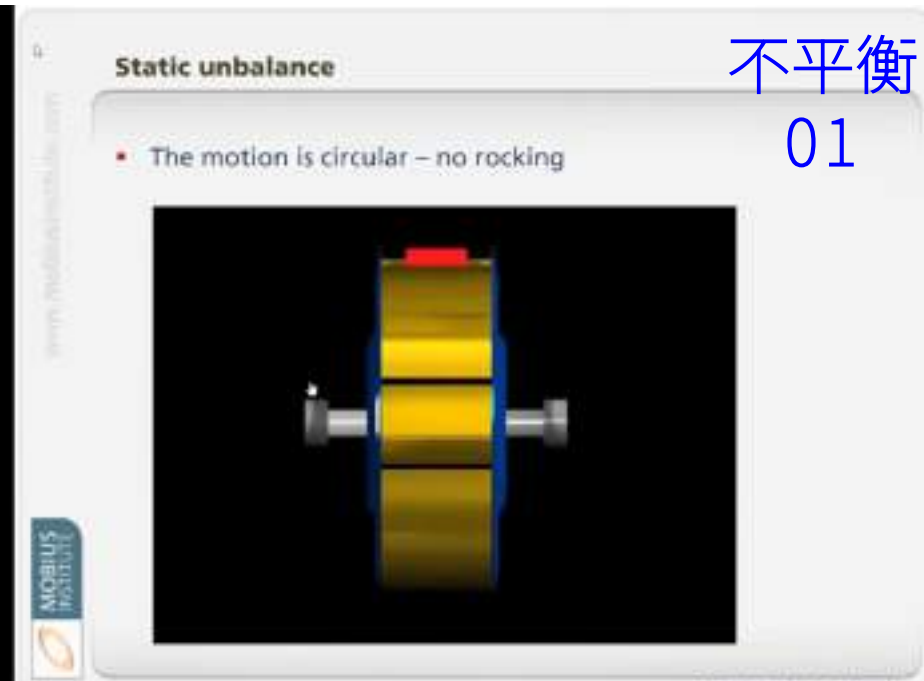 Static unbalance
不平衡
01
▪ The motion is circular – no rocking
MOBIUS
INSTITUTE